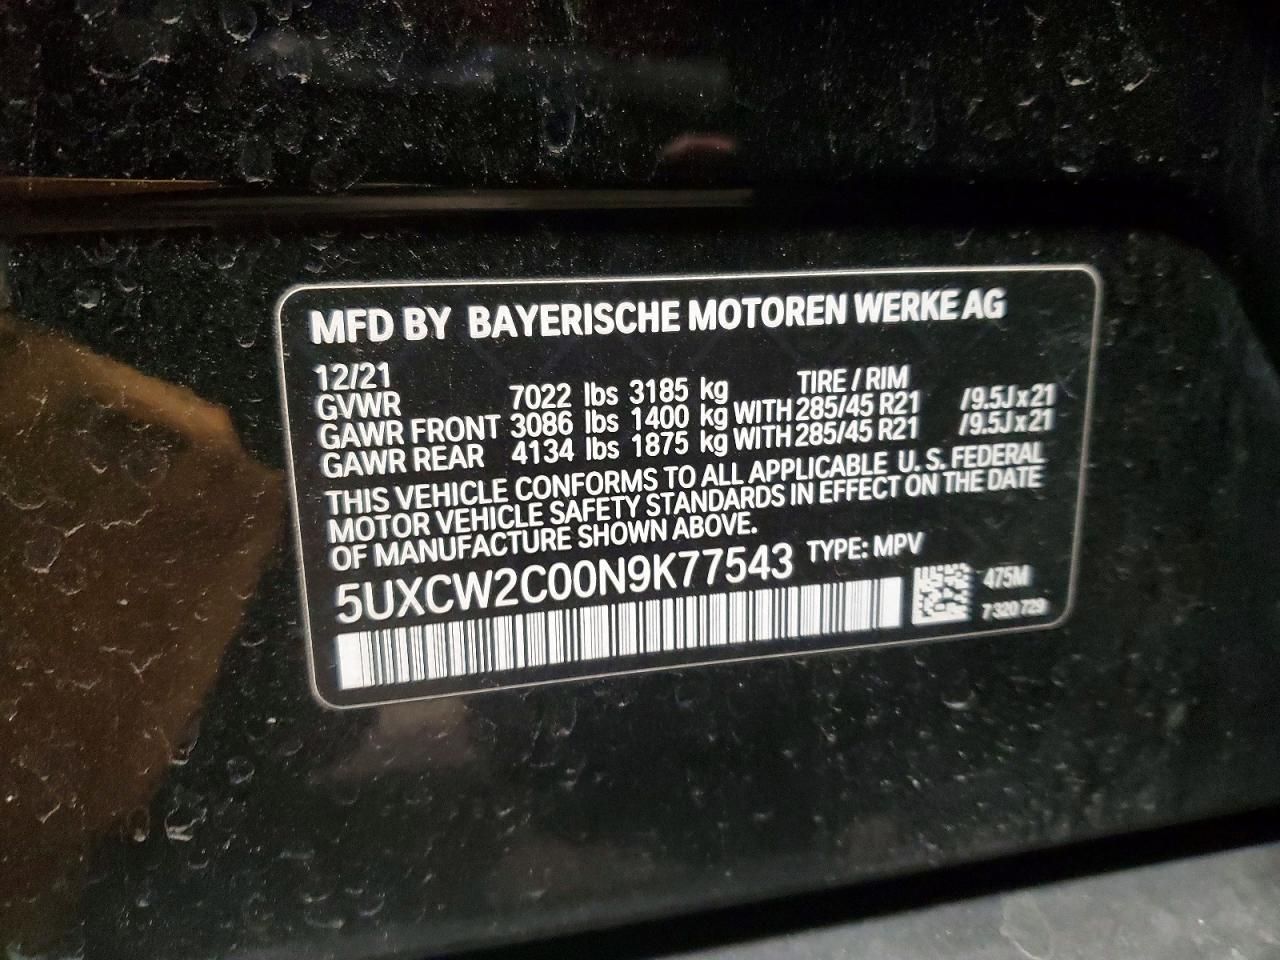 MFD BY BAYERISCHE MOTOREN WERKE AG
12/21 TIRE / RIM
GVWR 7022 lbs 3185 kg
GAWR FRONT 3086 lbs 1400 kg WITH 285/45 R21 /9.5J x 21
GAWR REAR 4134 lbs 1875 kg WITH 285/45 R21 /9.5J x 21
THIS VEHICLE CONFORMS TO ALL APPLICABLE U. S. FEDERAL
MOTOR VEHICLE SAFETY STANDARDS IN EFFECT ON THE DATE
OF MANUFACTURE SHOWN ABOVE.
5UXCW2C00N9K77543 TYPE: MPV
475M
7 320 729